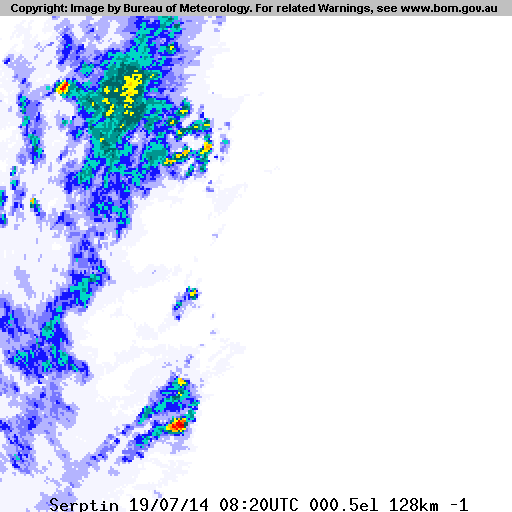 Copyright: Image by Bureau of Meteorology. For related Warnings, see www.bom.gov.au
Serptin 19/07/14 08:20UTC 000.5el 128km -1